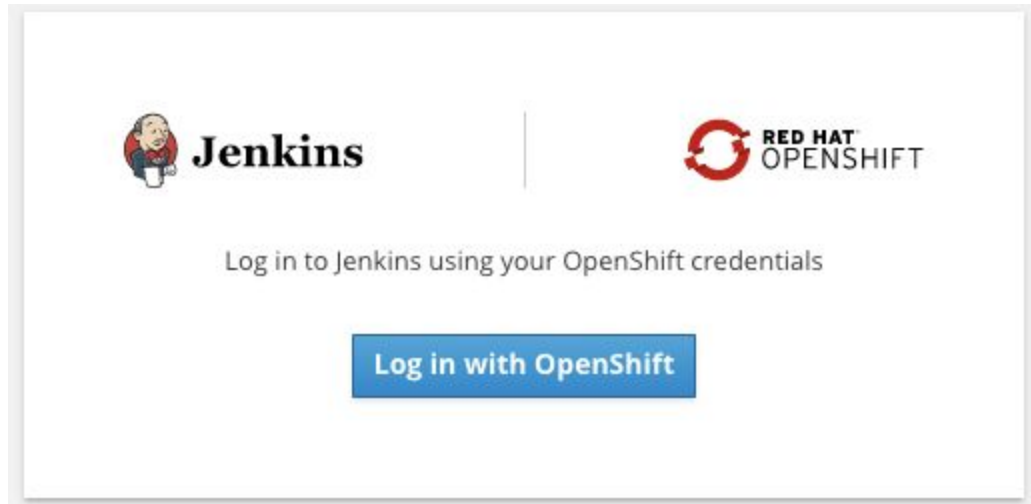 Jenkins
RED HAT
OPENSHIFT
Log in to Jenkins using your OpenShift credentials
Log in with OpenShift